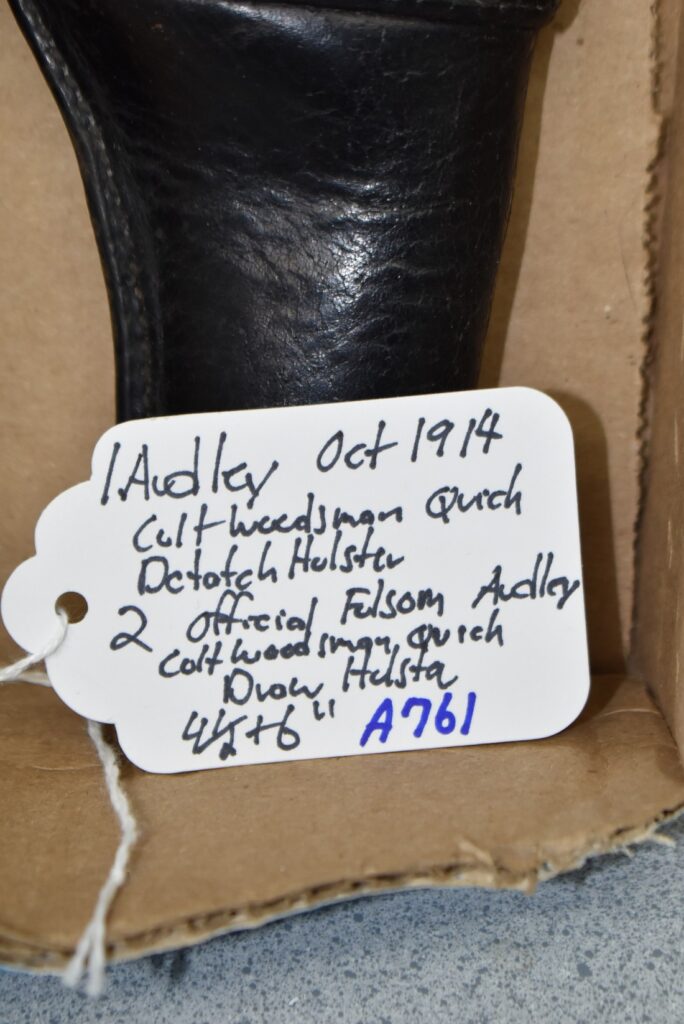 1. Audley Oct 1914
Colt Woodsman Quick
Detatch Holster
2 Official Folsom Audley
Colt Woodsman Quick
Draw Holster
4½ + 6" A761